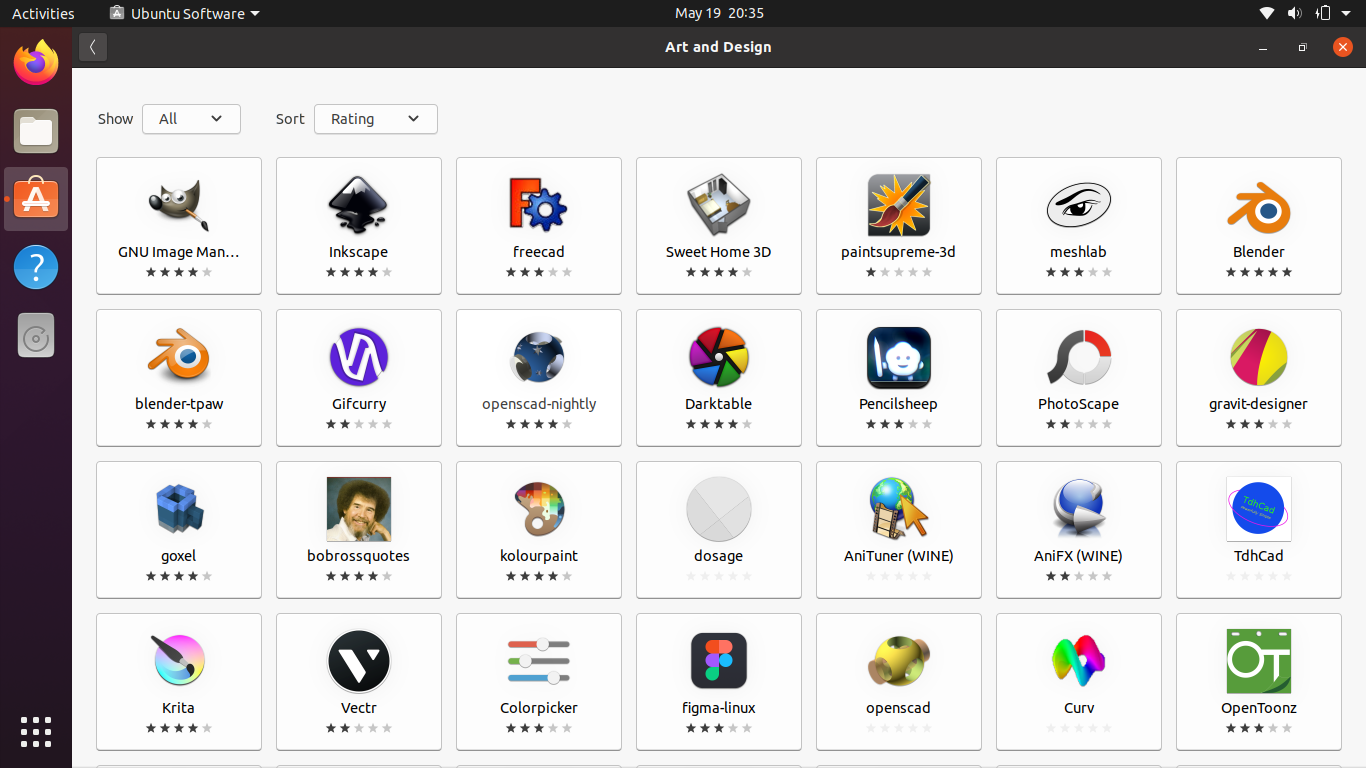 Activities
Ubuntu Software
May 19 20:35
Art and Design
Show
All
Sort
Rating
GNU Image Man…
Inkscape
freecad
Sweet Home 3D
paintsupreme-3d
meshlab
Blender
blender-tpaw
Gifcurry
openscad-nightly
Darktable
Pencilsheep
PhotoScape
gravit-designer
goxel
bobrossquotes
kolourpaint
dosage
AniTuner (WINE)
AniFX (WINE)
TdhCad
TdhCad
Krita
Vectr
Colorpicker
figma-linux
openscad
Curv
OT
OpenToonz